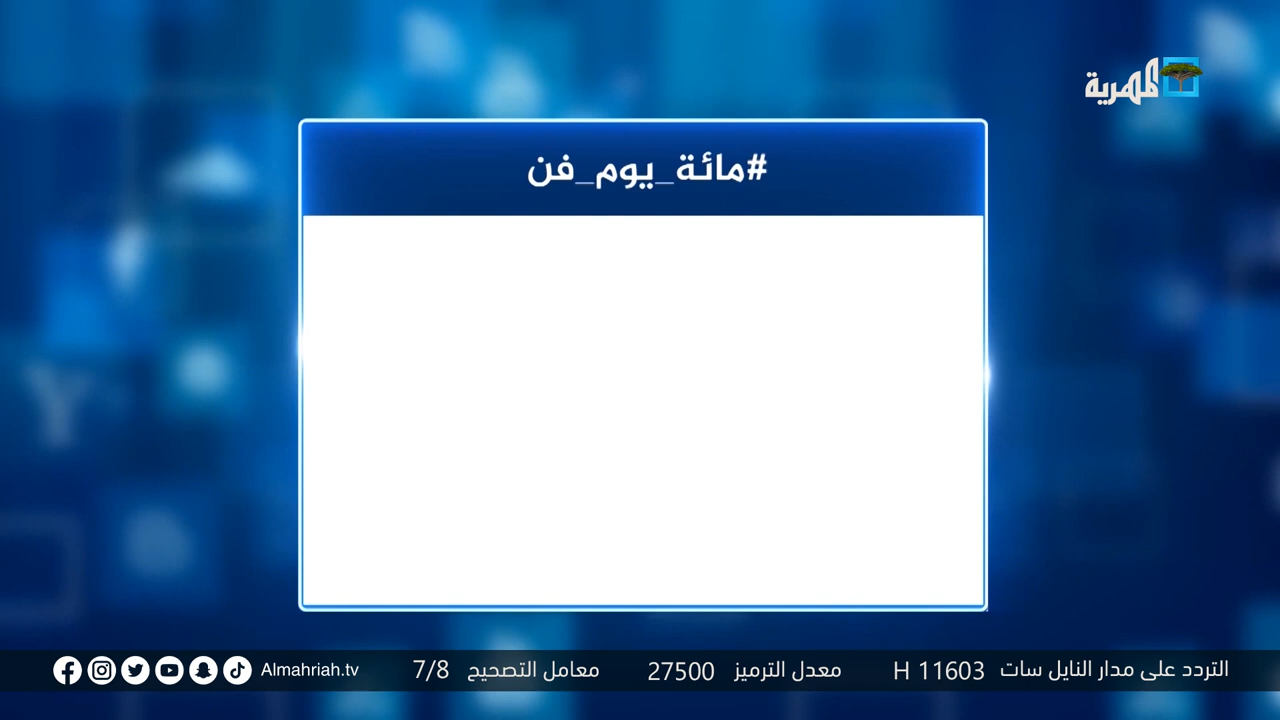 المهرية
#مائة_يوم_فن
التردد على مدار النايل سات 11603 H معدل الترميز 27500 معامل التصحيح 7/8 Almahriah.tv